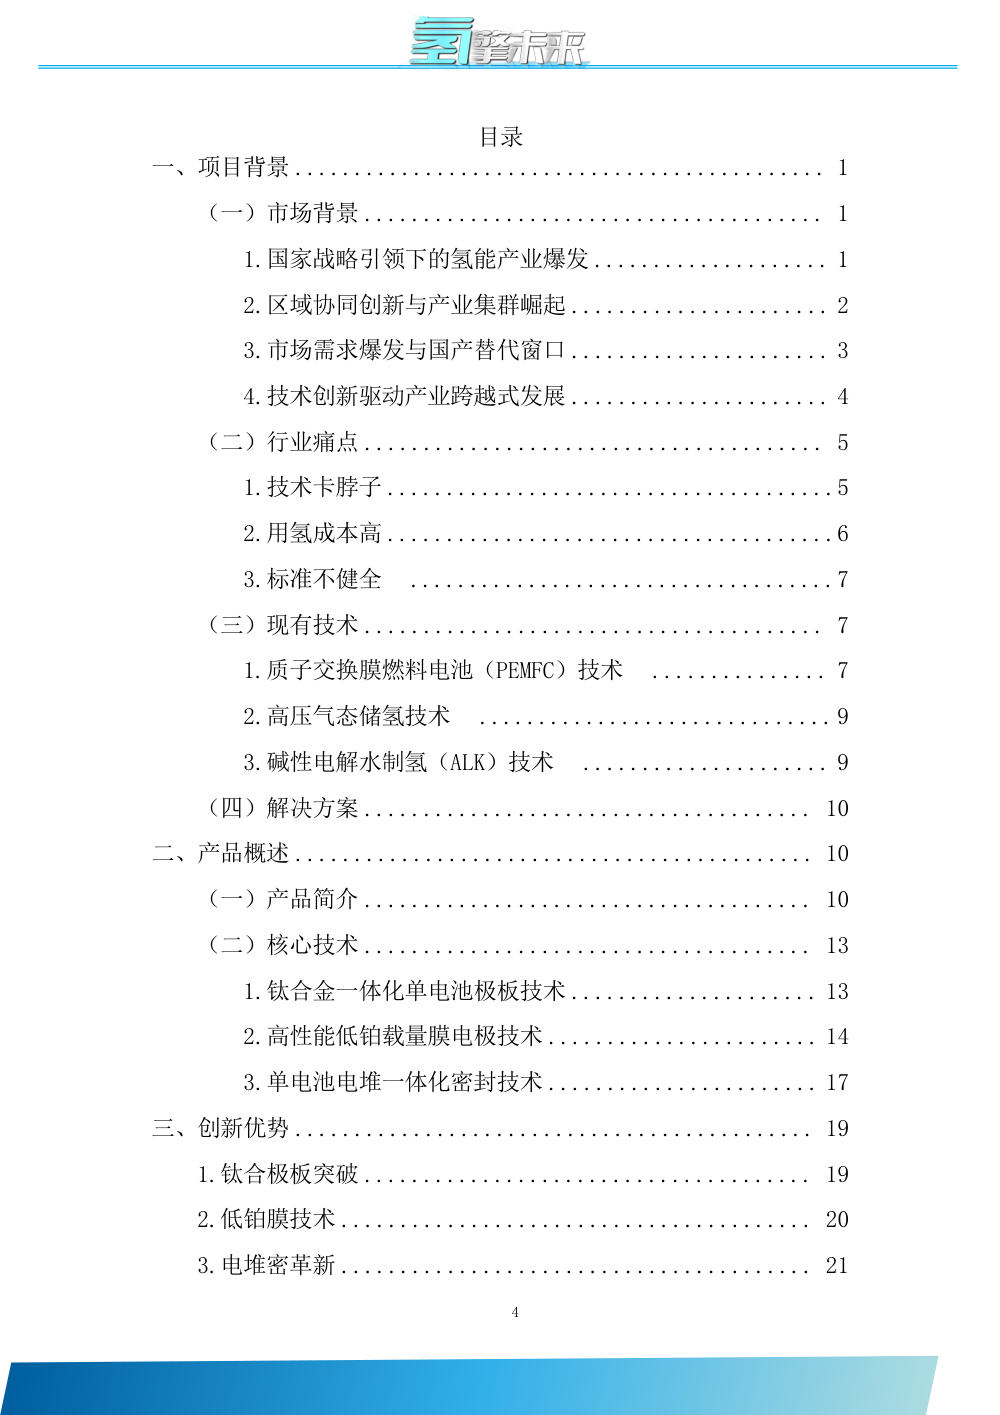 氢擎未来
目录
一、项目背景............................................. 1
（一）市场背景....................................... 1
1.国家战略引领下的氢能产业爆发.................... 1
2.区域协同创新与产业集群崛起...................... 2
3.市场需求爆发与国产替代窗口...................... 3
4.技术创新驱动产业跨越式发展...................... 4
（二）行业痛点....................................... 5
1.技术卡脖子......................................5
2.用氢成本高......................................6
3.标准不健全 ....................................7
（三）现有技术....................................... 7
1.质子交换膜燃料电池（PEMFC）技术 ............... 7
2.高压气态储氢技术 ..............................9
3.碱性电解水制氢（ALK）技术 ..................... 9
（四）解决方案...................................... 10
二、产品概述............................................ 10
（一）产品简介...................................... 10
（二）核心技术...................................... 13
1.钛合金一体化单电池极板技术..................... 13
2.高性能低铂载量膜电极技术....................... 14
3.单电池电堆一体化密封技术....................... 17
三、创新优势............................................ 19
1.钛合极板突破...................................... 19
2.低铂膜技术........................................ 20
3.电堆密革新........................................ 21
4